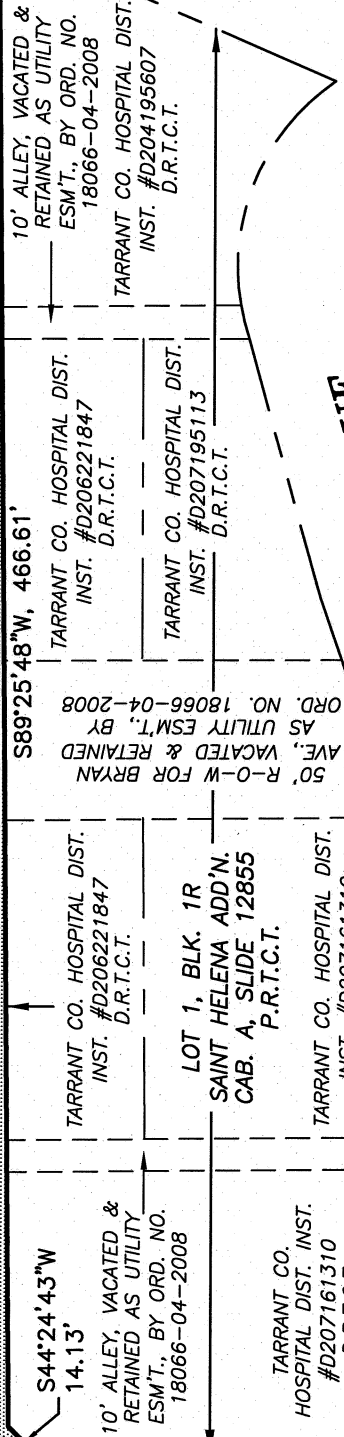 S44°24'43"W
14.13'
10' ALLEY, VACATED &
RETAINED AS UTILITY
ESM'T., BY ORD. NO.
18066-04-2008
TARRANT CO.
HOSPITAL DIST. INST.
#D207161310
TARRANT CO. HOSPITAL DIST.
INST. #D206221847
D.R.T.C.T.
LOT 1, BLK. 1R
SAINT HELENA ADD'N.
CAB. A, SLIDE 12855
P.R.T.C.T.
TARRANT CO. HOSPITAL DIST.
50' R-O-W FOR BRYAN
AVE., VACATED & RETAINED
AS UTILITY ESM'T., BY
ORD. NO. 18066-04-2008
S89°25'48"W, 466.61'
TARRANT CO. HOSPITAL DIST.
INST. #D206221847
D.R.T.C.T.
TARRANT CO. HOSPITAL DIST.
INST. #D207195113
D.R.T.C.T.
10' ALLEY, VACATED &
RETAINED AS UTILITY
ESM'T., BY ORD. NO.
18066-04-2008
TARRANT CO. HOSPITAL DIST.
INST. #D204195607
D.R.T.C.T.